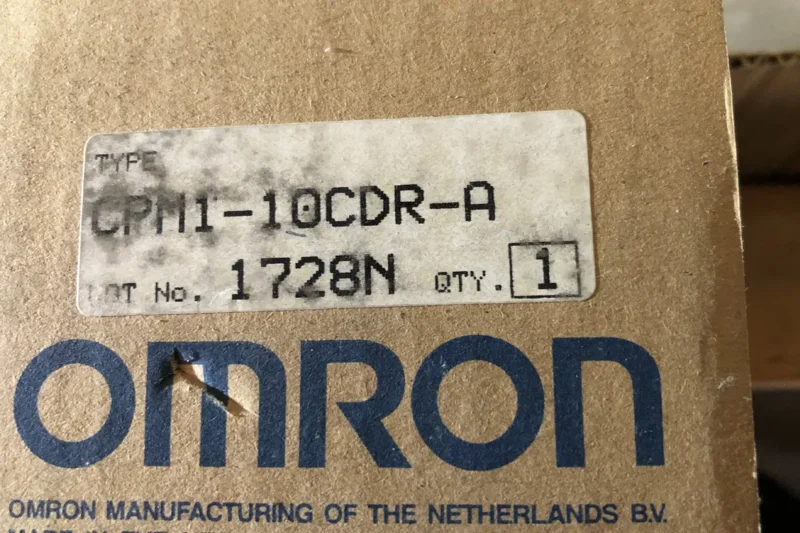 TYPE
CPM1-10CDR-A
LOT No. 1728N QTY. 1
OMRON
OMRON MANUFACTURING OF THE NETHERLANDS B.V.